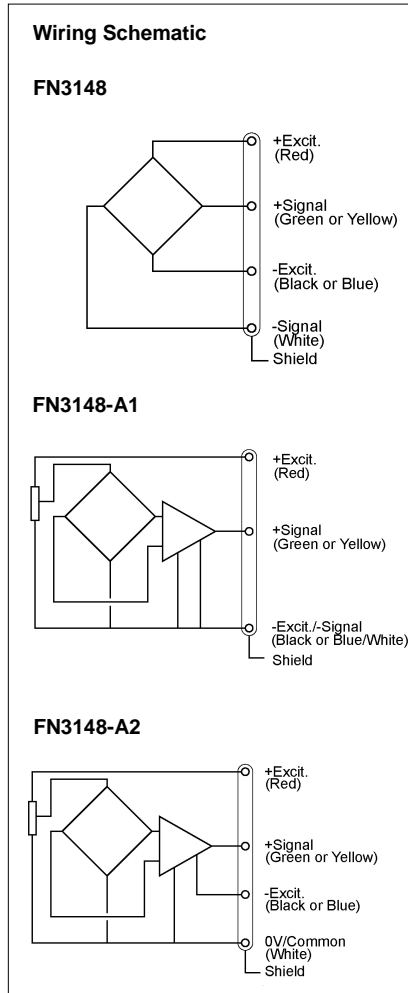 Wiring Schematic
FN3148
+Excit.
(Red)
+Signal
(Green or Yellow)
-Excit.
(Black or Blue)
-Signal
(White)
Shield
FN3148-A1
+Excit.
(Red)
+Signal
(Green or Yellow)
-Excit./-Signal
(Black or Blue/White)
Shield
FN3148-A2
+Excit.
(Red)
+Signal
(Green or Yellow)
-Excit.
(Black or Blue)
0V/Common
(White)
Shield